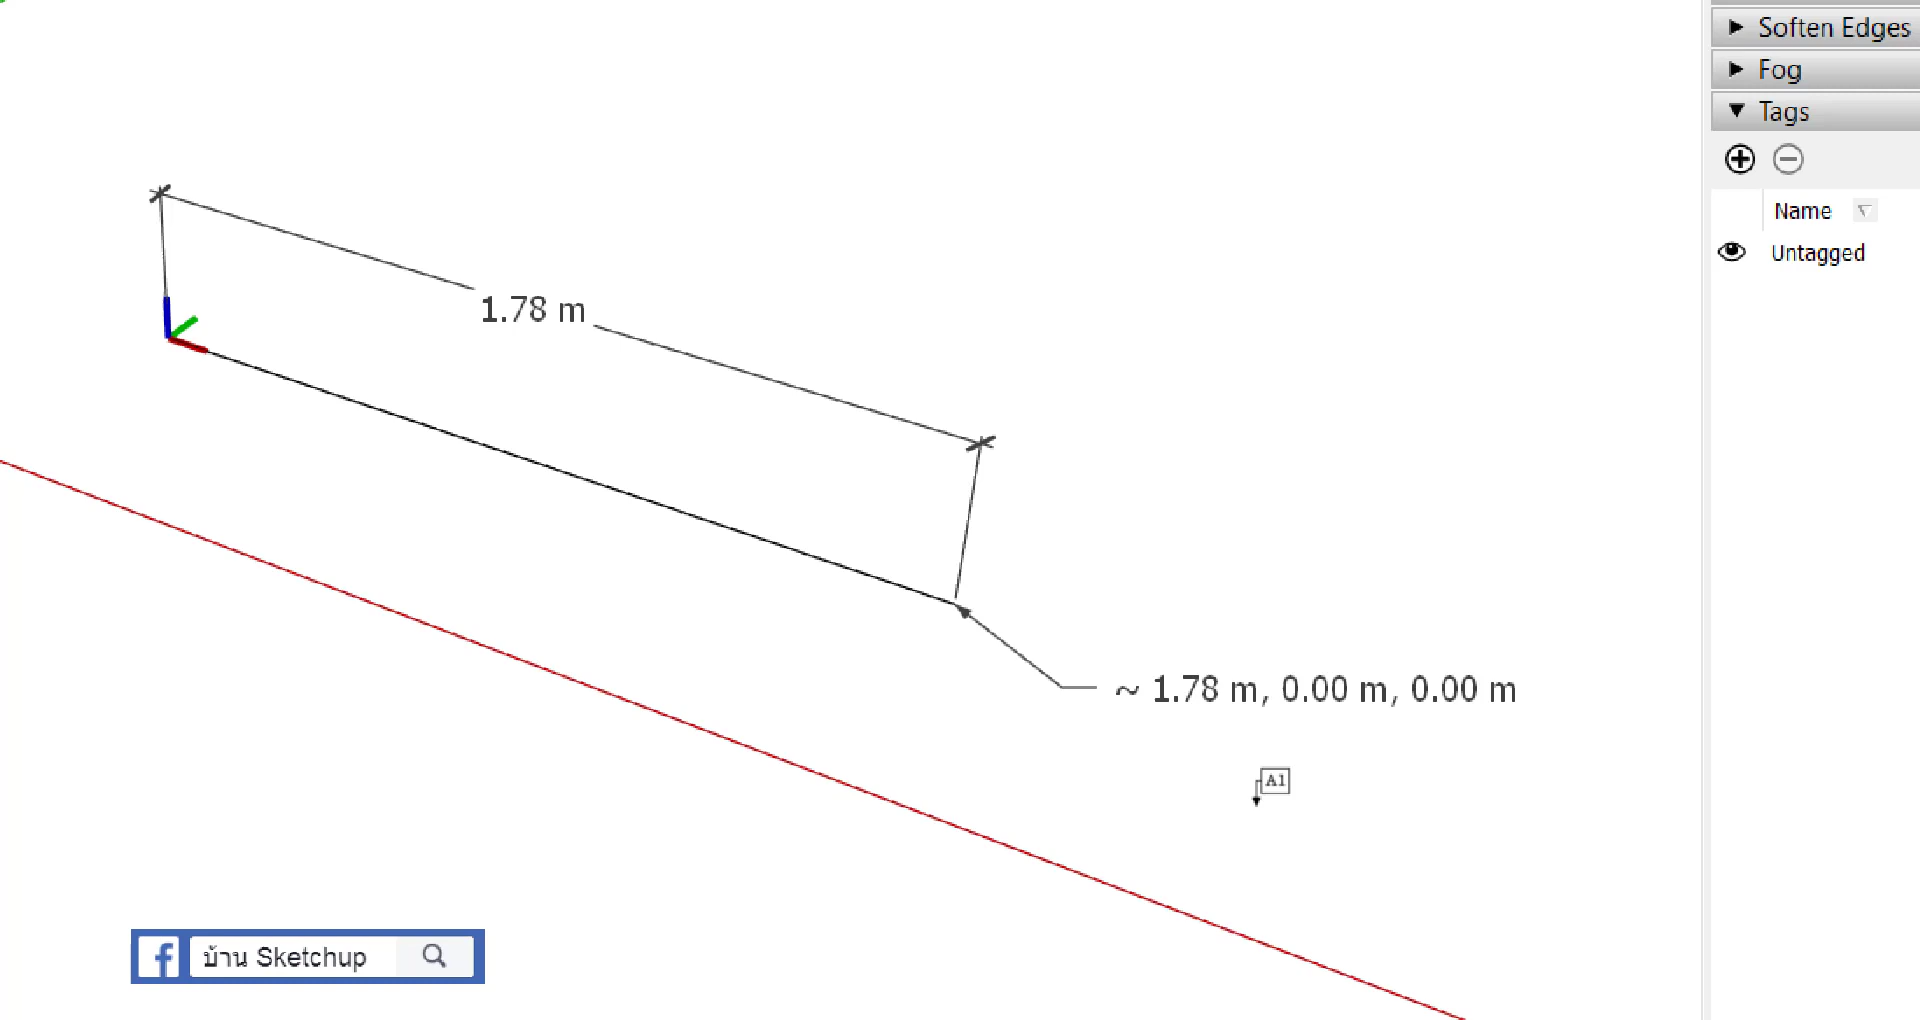 Soften Edges
Fog
Tags
Name
Untagged
1.78 m
~ 1.78 m, 0.00 m, 0.00 m
A1
f บ้าน Sketchup